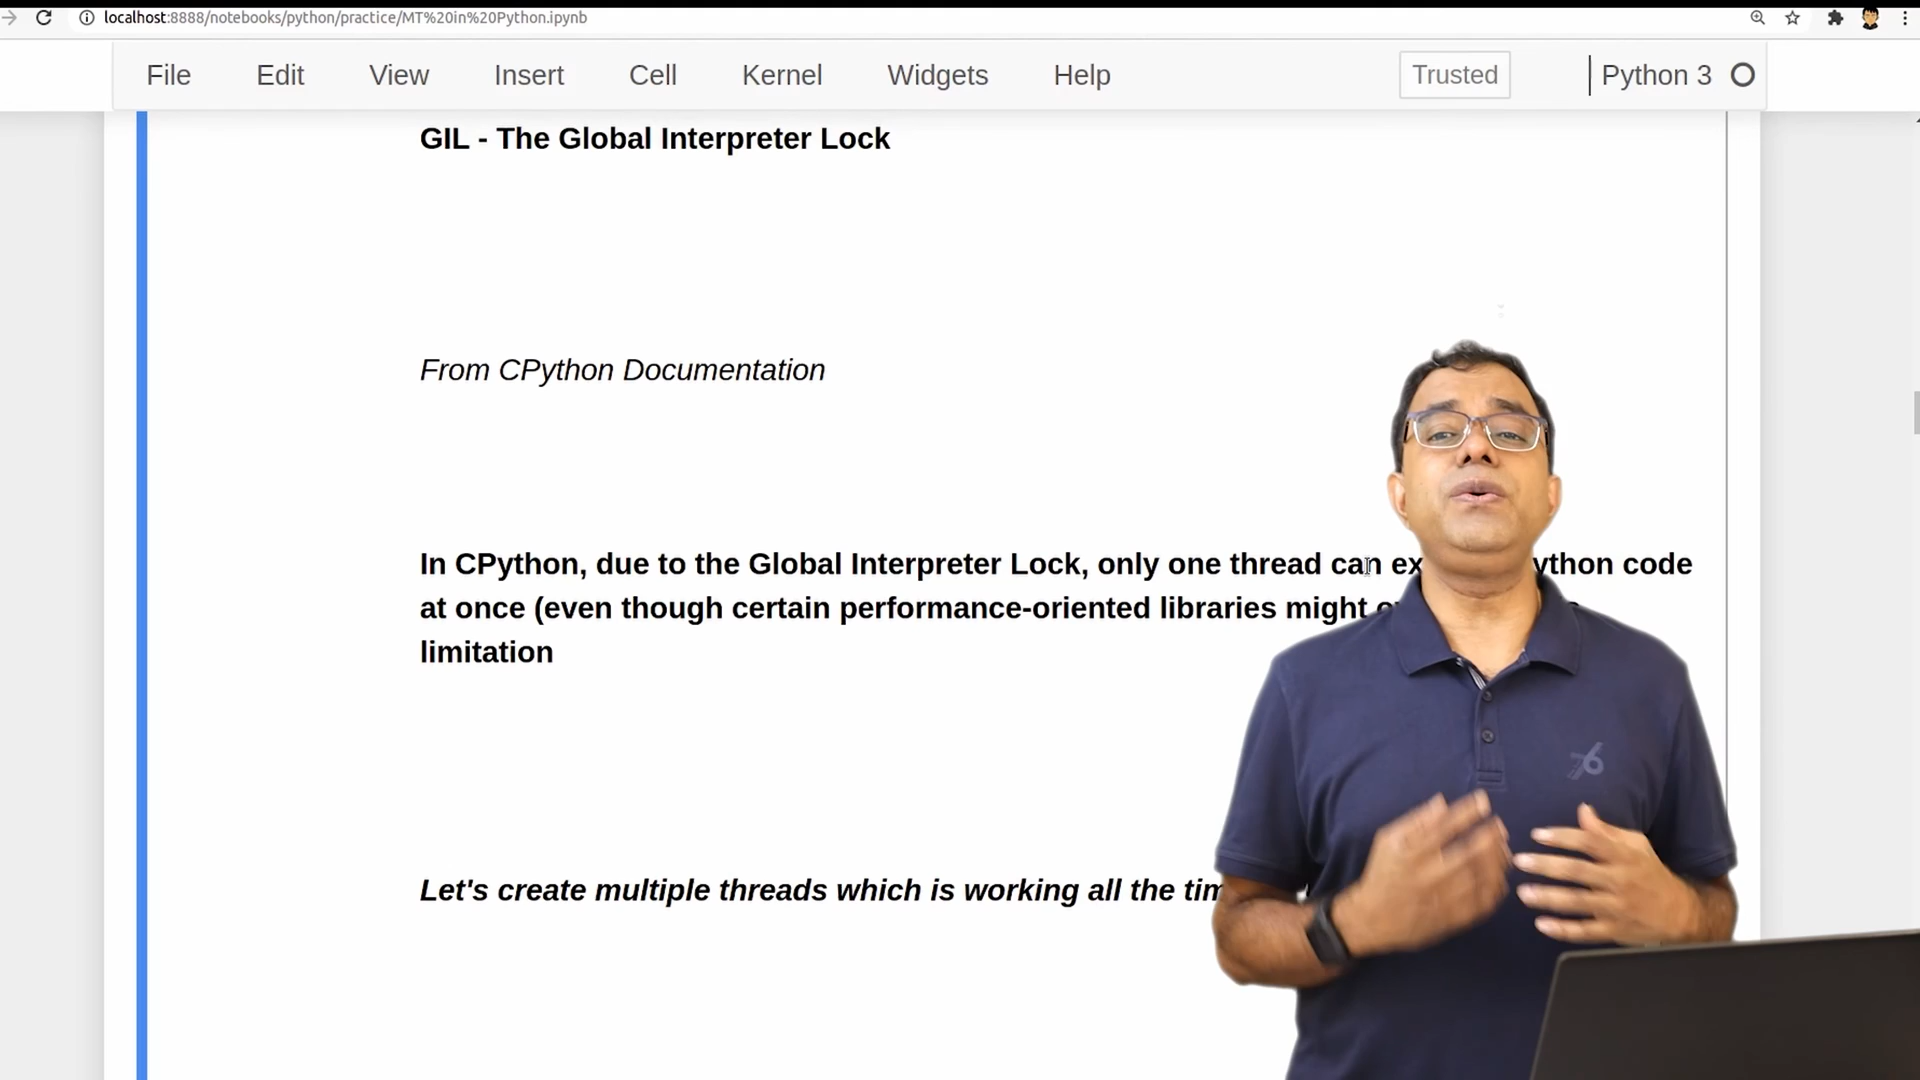 localhost:8888/notebooks/python/practice/MT%20in%20Python.ipynb
File Edit View Insert Cell Kernel Widgets Help Trusted Python 3
GIL - The Global Interpreter Lock
From CPython Documentation
In CPython, due to the Global Interpreter Lock, only one thread can code
at once (even though certain performance-oriented libraries might
limitation
Let's create multiple threads which is working all the
76